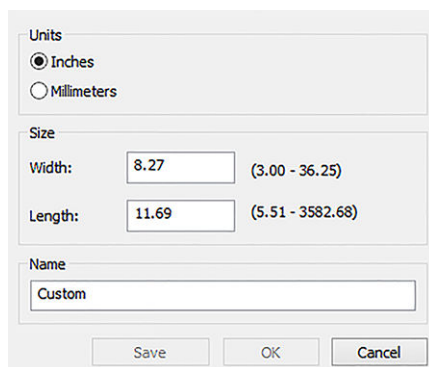 Units
Inches
Millimeters
Size
Width: 8.27 (3.00 - 36.25)
Length: 11.69 (5.51 - 3582.68)
Name
Custom
Save OK Cancel